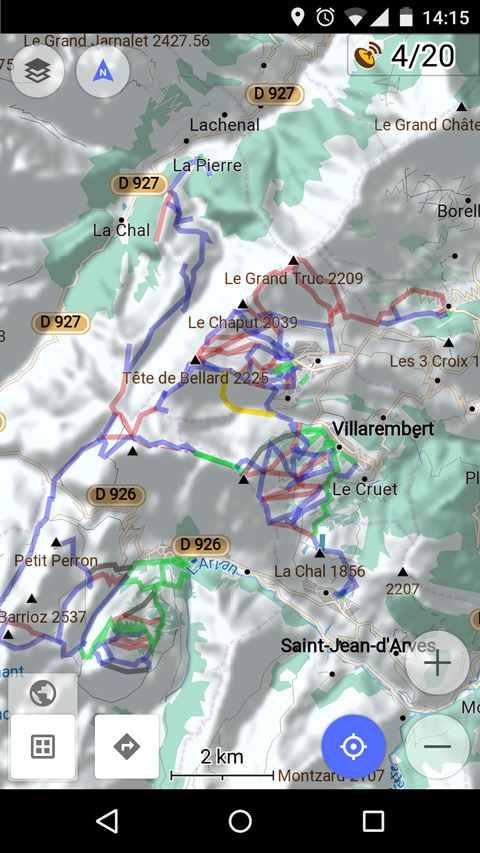 14:15
Le Grand Jarnalet 2427.56
4/20
N
D 927
Lachenal
Le Grand Châte
La Pierre
D 927
Borell
La Chal
Le Grand Truc 2209
Le Chaput 2039
D 927
Les 3 Croix 1
Tête de Bellard 2225
Villarembert
Le Cruet
D 926
D 926
Petit Perron
L'Arvan
La Chal 1856
2207
Barrioz 2537
Saint-Jean-d'Arves
2 km
Montzard 2107